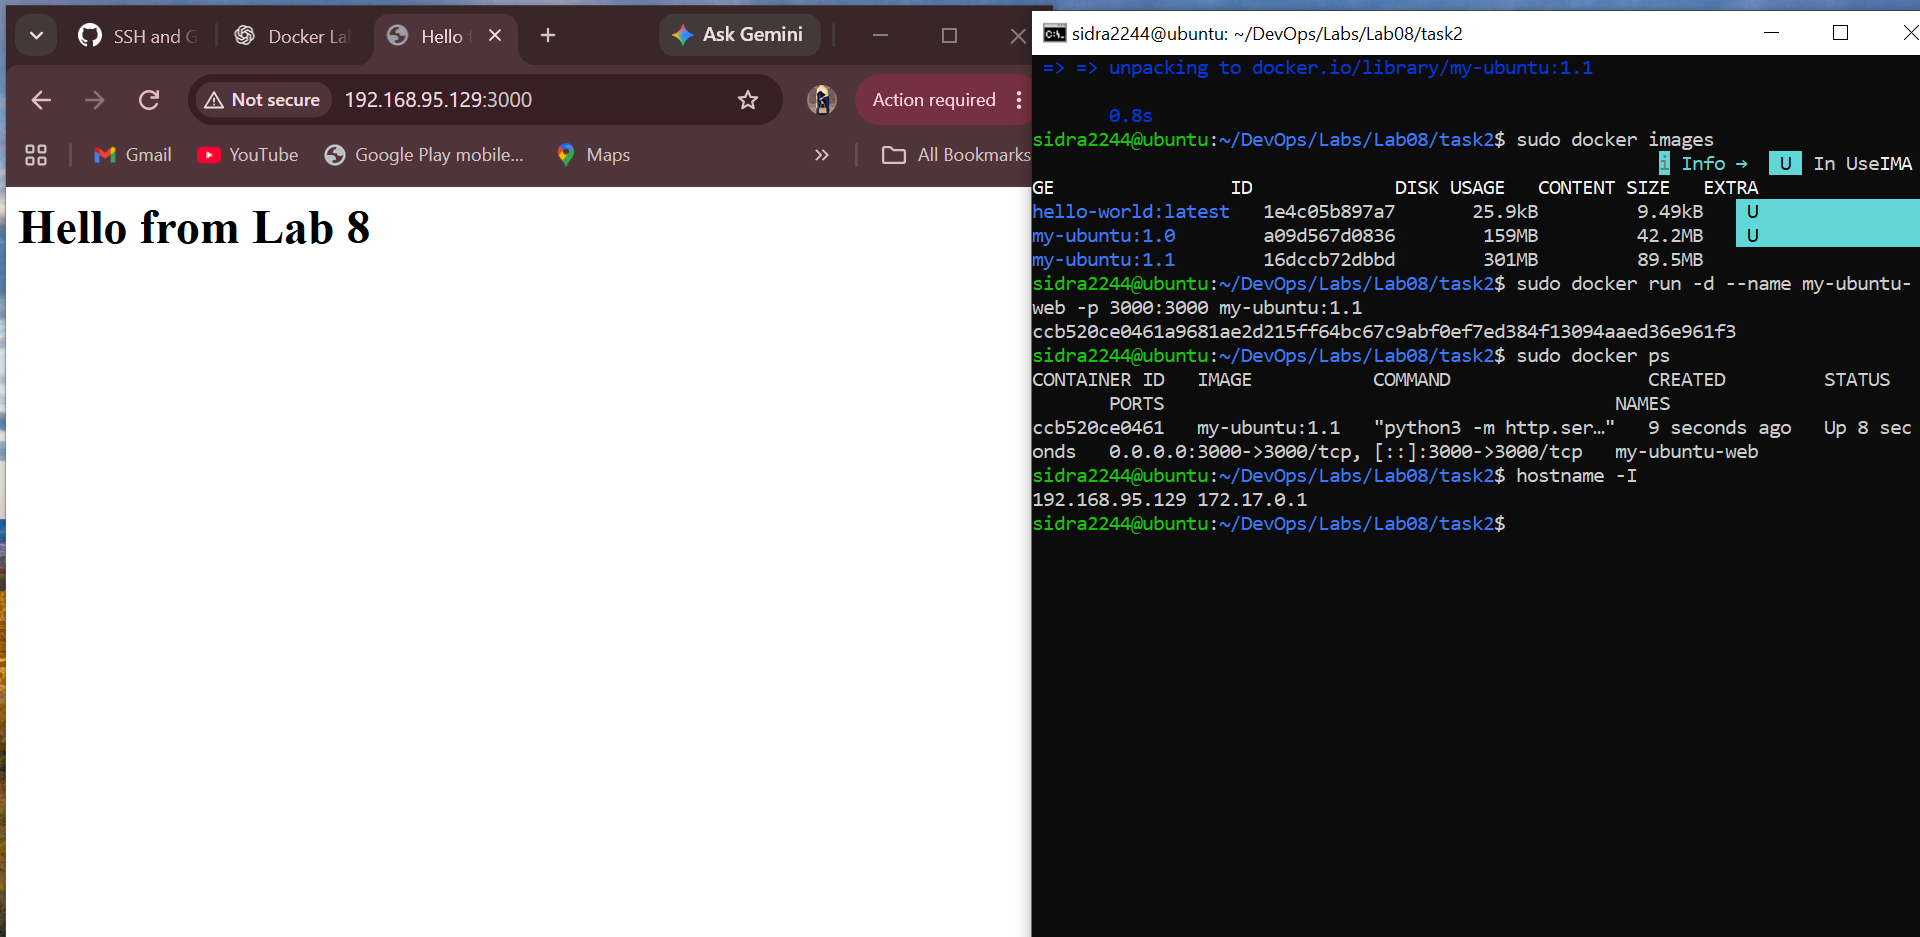 SSH and G
Docker La
Hello
Ask Gemini
Not secure
192.168.95.129:3000
Action required
Gmail
YouTube
Google Play mobile...
Maps
All Bookmarks
Hello from Lab 8
sidra2244@ubuntu: ~/DevOps/Labs/Lab08/task2
=> => unpacking to docker.io/library/my-ubuntu:1.1
0.8s
sidra2244@ubuntu:~/DevOps/Labs/Lab08/task2$ sudo docker images
i Info → U In UseIMA
GE ID DISK USAGE CONTENT SIZE EXTRA
hello-world:latest 1e4c05b897a7 25.9kB 9.49kB U
my-ubuntu:1.0 a09d567d0836 159MB 42.2MB U
my-ubuntu:1.1 16dccb72dbbd 301MB 89.5MB
sidra2244@ubuntu:~/DevOps/Labs/Lab08/task2$ sudo docker run -d --name my-ubuntu-
web -p 3000:3000 my-ubuntu:1.1
ccb520ce0461a9681ae2d215ff64bc67c9abf0ef7ed384f13094aaed36e961f3
sidra2244@ubuntu:~/DevOps/Labs/Lab08/task2$ sudo docker ps
CONTAINER ID IMAGE COMMAND CREATED STATUS
PORTS NAMES
ccb520ce0461 my-ubuntu:1.1 "python3 -m http.ser…" 9 seconds ago Up 8 sec
onds 0.0.0.0:3000->3000/tcp, [::]:3000->3000/tcp my-ubuntu-web
sidra2244@ubuntu:~/DevOps/Labs/Lab08/task2$ hostname -I
192.168.95.129 172.17.0.1
sidra2244@ubuntu:~/DevOps/Labs/Lab08/task2$